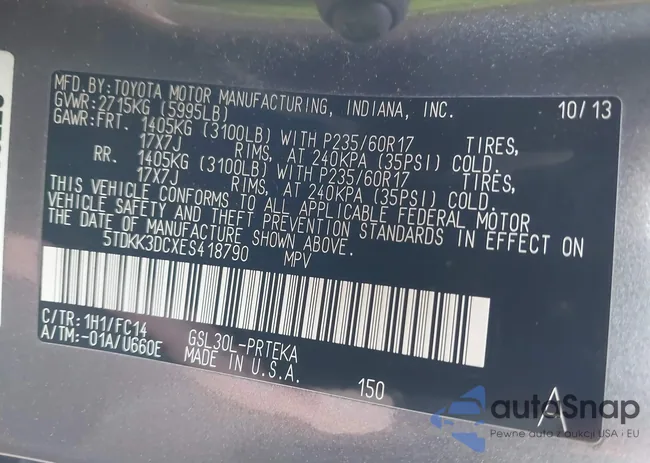 MFD.BY:TOYOTA MOTOR MANUFACTURING, INDIANA, INC. 10/13
GVWR:2715KG (5995LB)
GAWR:FRT. 1405KG (3100LB) WITH P235/60R17 TIRES,
17X7J RIMS, AT 240KPA (35PSI) COLD.
RR. 1405KG (3100LB) WITH P235/60R17 TIRES,
17X7J RIMS, AT 240KPA (35PSI) COLD.
THIS VEHICLE CONFORMS TO ALL APPLICABLE FEDERAL MOTOR
VEHICLE SAFETY AND THEFT PREVENTION STANDARDS IN EFFECT ON
THE DATE OF MANUFACTURE SHOWN ABOVE.
5TDKK3DCXES418790 MPV
C/TR:1H1/FC14 GSL30L-PRTEKA
A/TM:-01A/U660E MADE IN U.S.A. 150
autoSnap
Pewne auto z aukcji USA i EU